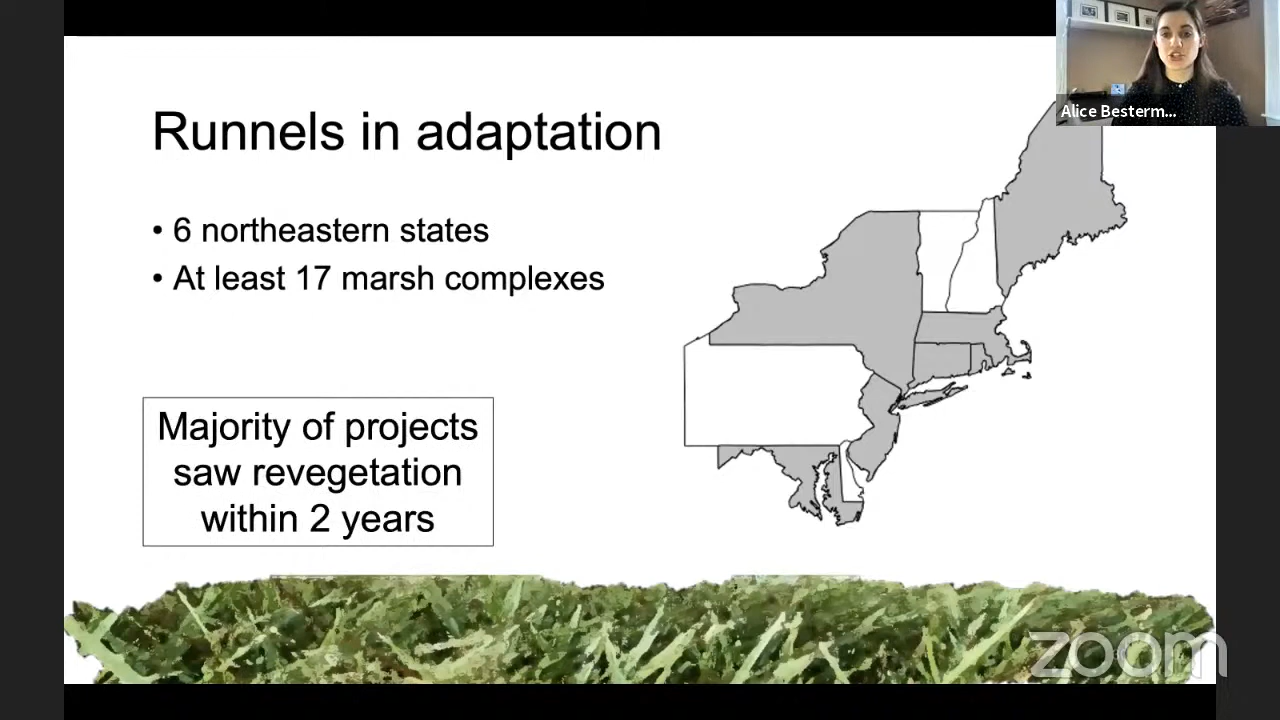 Alice Besterm...
Runnels in adaptation
• 6 northeastern states
• At least 17 marsh complexes
Majority of projects
saw revegetation
within 2 years
zoom